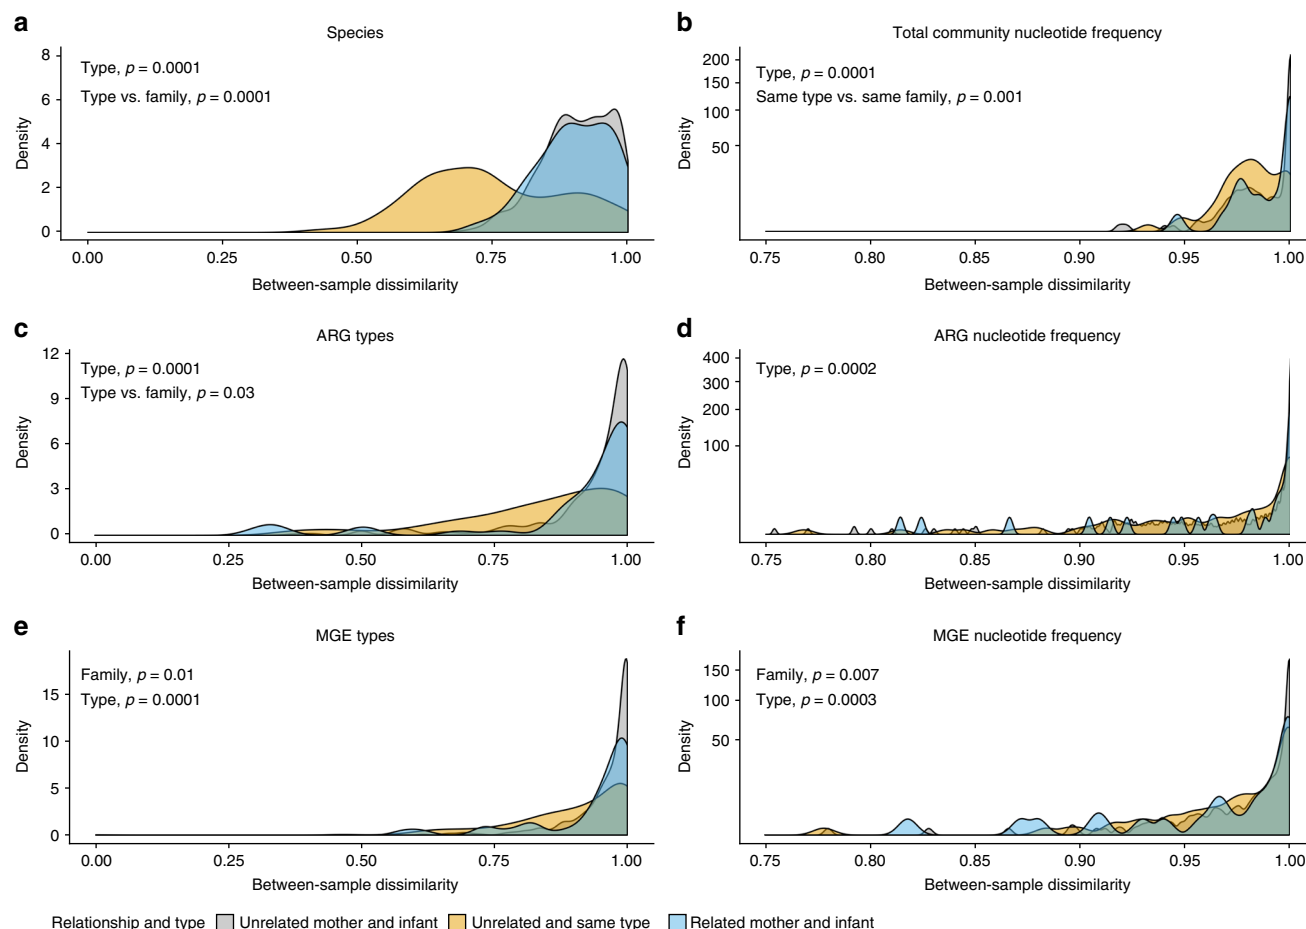 a
Species
Type, p = 0.0001
Type vs. family, p = 0.0001
Density
8
6
4
2
0
0.00 0.25 0.50 0.75 1.00
Between-sample dissimilarity
b
Total community nucleotide frequency
Type, p = 0.0001
Same type vs. same family, p = 0.001
Density
200
150
100
50
0.75 0.80 0.85 0.90 0.95 1.00
Between-sample dissimilarity
c
ARG types
Type, p = 0.0001
Type vs. family, p = 0.03
Density
12
9
6
3
0
0.00 0.25 0.50 0.75 1.00
Between-sample dissimilarity
d
ARG nucleotide frequency
Type, p = 0.0002
Density
400
300
200
100
0.75 0.80 0.85 0.90 0.95 1.00
Between-sample dissimilarity
e
MGE types
Family, p = 0.01
Type, p = 0.0001
Density
15
10
5
0
0.00 0.25 0.50 0.75 1.00
Between-sample dissimilarity
f
MGE nucleotide frequency
Family, p = 0.007
Type, p = 0.0003
Density
150
100
50
0.75 0.80 0.85 0.90 0.95 1.00
Between-sample dissimilarity
Relationship and type Unrelated mother and infant Unrelated and same type Related mother and infant